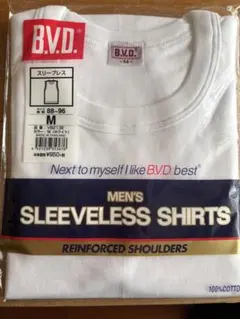 B.V.D.
スリーブレス
88-96
M
B.V.D.
Next to myself I like B.V.D. best
MEN'S
SLEEVELESS SHIRTS
REINFORCED SHOULDERS
100%COTTO